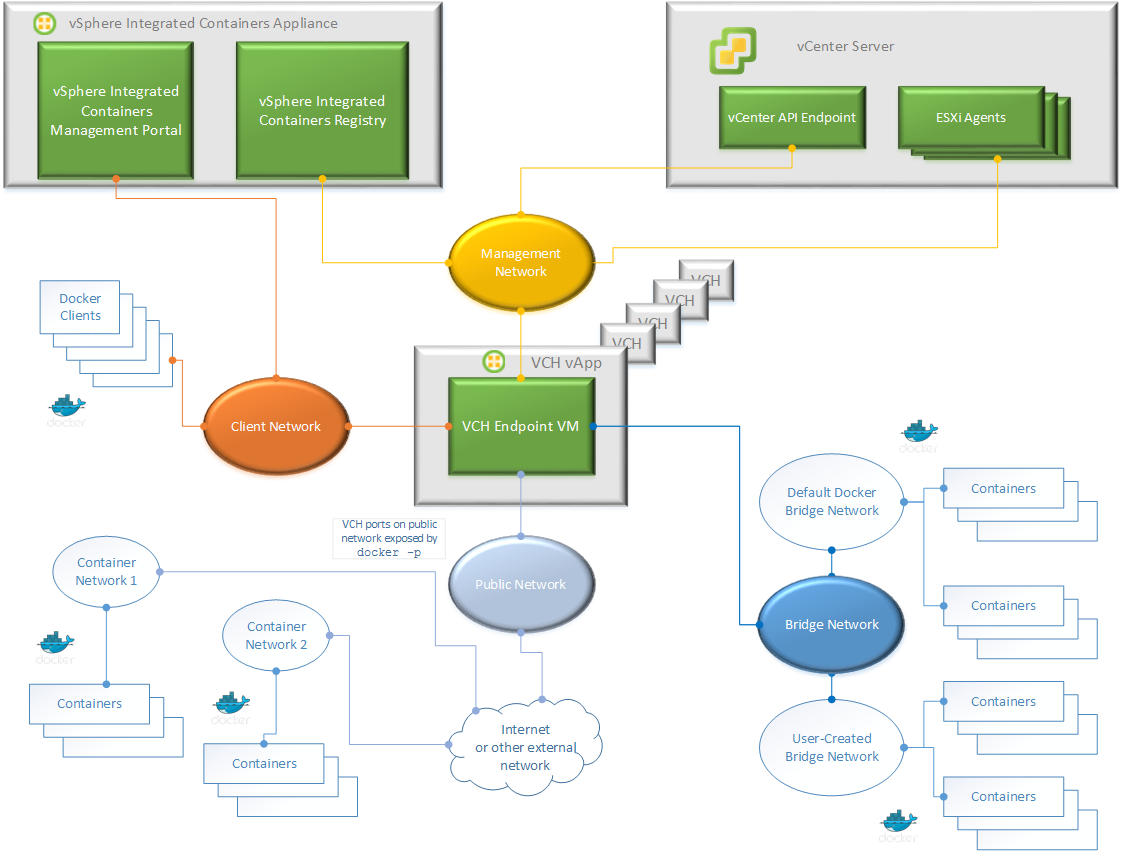 vSphere Integrated Containers Appliance
vSphere Integrated
Containers
Management Portal
vSphere Integrated
Containers Registry
vCenter Server
vCenter API Endpoint
ESXi Agents
Management
Network
VCH
VCH
VCH
VCH
Docker
Clients
docker
Client Network
VCH vApp
VCH Endpoint VM
docker
Default Docker
Bridge Network
Containers
Containers
VCH ports on public
network exposed by
docker -p
Public Network
Bridge Network
Container
Network 1
docker
Containers
Container
Network 2
docker
Containers
Internet
or other external
network
User-Created
Bridge Network
Containers
Containers
docker